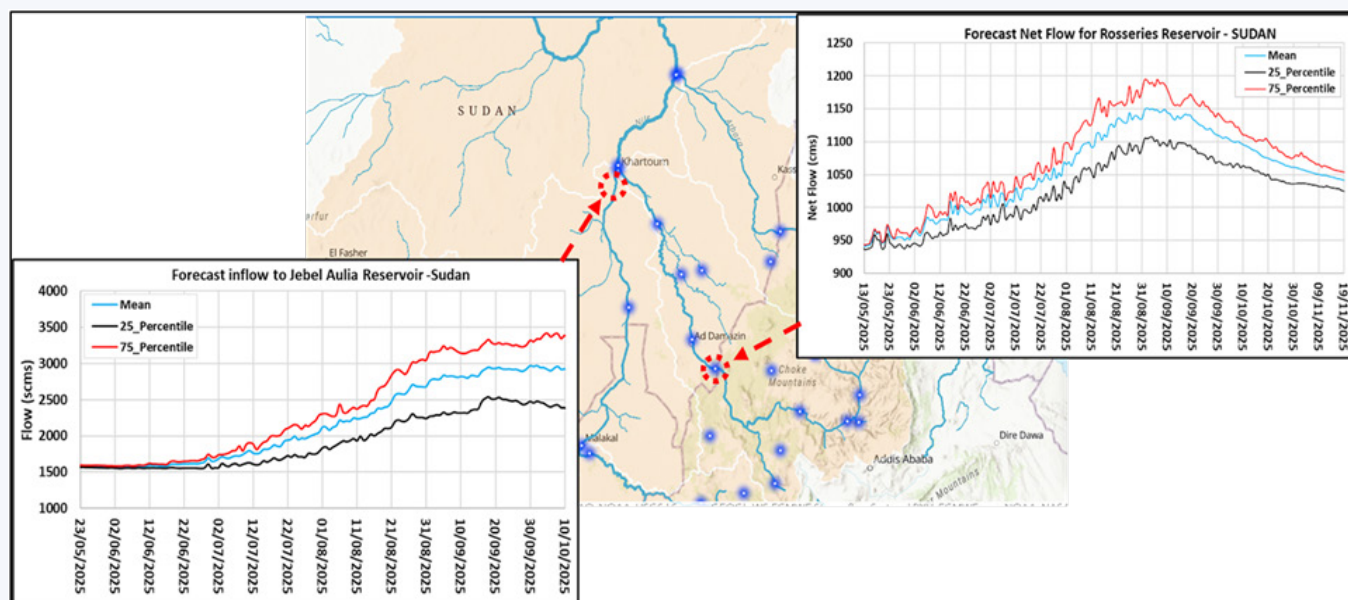 Forecast Net Flow for Rosseries Reservoir - SUDAN
Net Flow (cms)
1250
1200
1150
1100
1050
1000
950
900
Mean
25_Percentile
75_Percentile
13/05/2025
23/05/2025
02/06/2025
12/06/2025
22/06/2025
02/07/2025
12/07/2025
22/07/2025
01/08/2025
11/08/2025
21/08/2025
31/08/2025
10/09/2025
20/09/2025
30/09/2025
10/10/2025
20/10/2025
30/10/2025
09/11/2025
19/11/2025
SUDAN
Nile
Khartoum
Kass
El Fasher
Ad Damazin
Choke
Mountains
Malakal
Addis Ababa
Dire Dawa
Mountains
Forecast inflow to Jebel Aulia Reservoir -Sudan
Flow (scms)
4000
3500
3000
2500
2000
1500
1000
Mean
25_Percentile
75_Percentile
23/05/2025
02/06/2025
12/06/2025
22/06/2025
02/07/2025
12/07/2025
22/07/2025
01/08/2025
11/08/2025
21/08/2025
31/08/2025
10/09/2025
20/09/2025
30/09/2025
10/10/2025